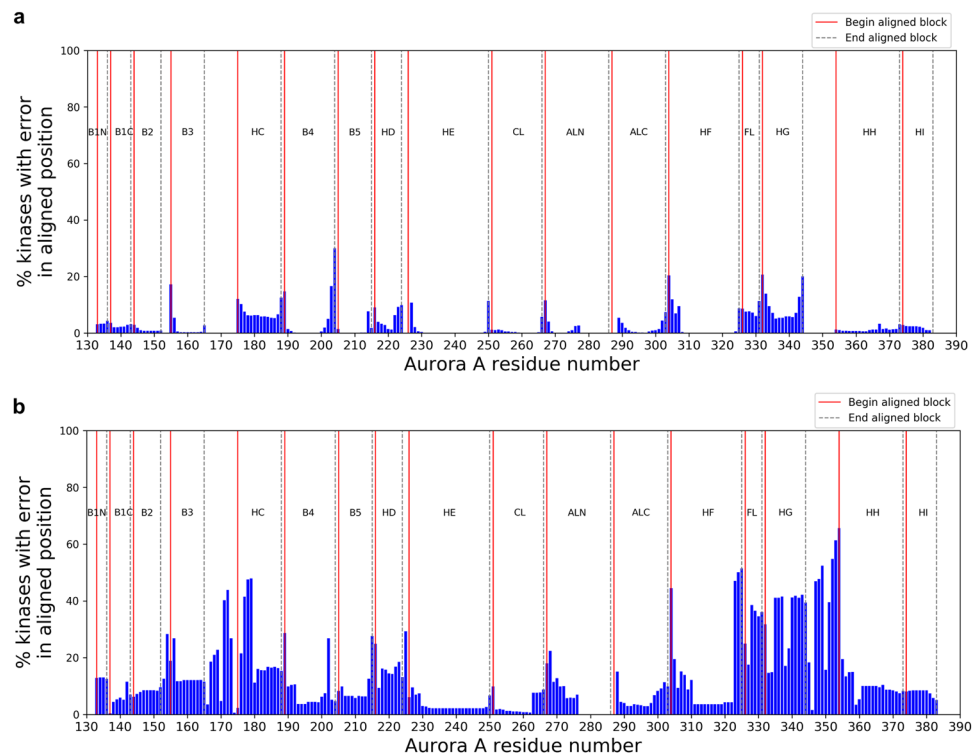 a
Begin aligned block
End aligned block
100
80
60
40
20
0
% kinases with error
in aligned position
B1N B1C B2 B3 HC B4 B5 HD HE CL ALN ALC HF FL HG HH HI
130 140 150 160 170 180 190 200 210 220 230 240 250 260 270 280 290 300 310 320 330 340 350 360 370 380 390
Aurora A residue number
b
Begin aligned block
End aligned block
100
80
60
40
20
0
% kinases with error
in aligned position
B1N B1C B2 B3 HC B4 B5 HD HE CL ALN ALC HF FL HG HH HI
130 140 150 160 170 180 190 200 210 220 230 240 250 260 270 280 290 300 310 320 330 340 350 360 370 380 390
Aurora A residue number